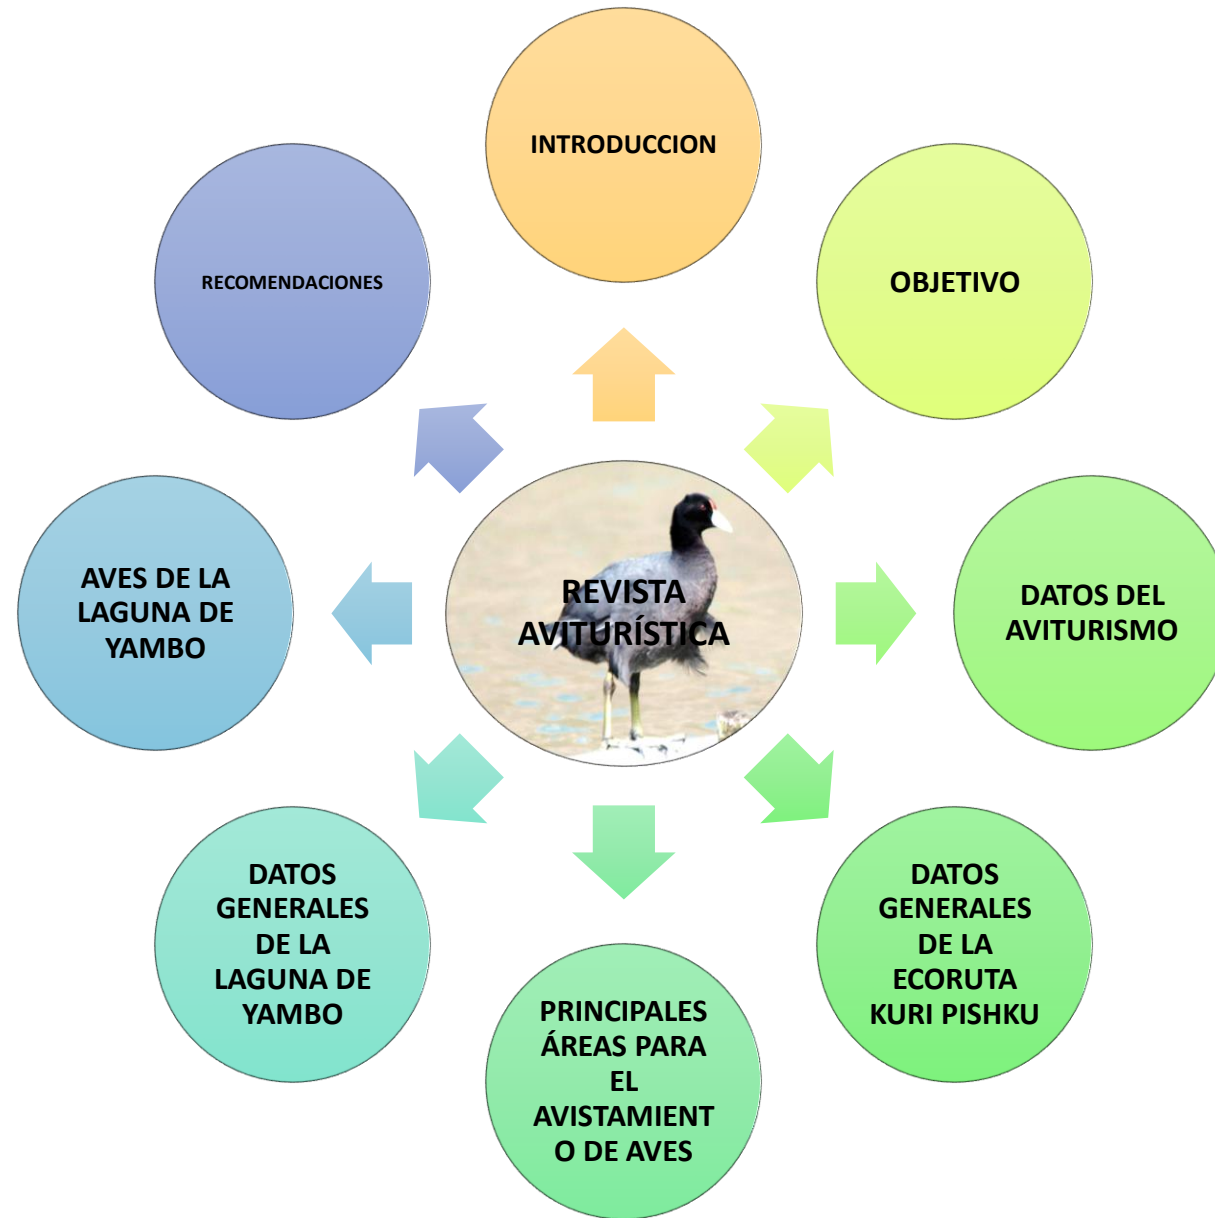 INTRODUCCION
OBJETIVO
DATOS DEL
AVITURISMO
DATOS
GENERALES
DE LA
ECORUTA
KURI PISHKU
PRINCIPALES
ÁREAS PARA
EL
AVISTAMIENT
O DE AVES
DATOS
GENERALES
DE LA
LAGUNA DE
YAMBO
AVES DE LA
LAGUNA DE
YAMBO
RECOMENDACIONES
REVISTA
AVITURÍSTICA